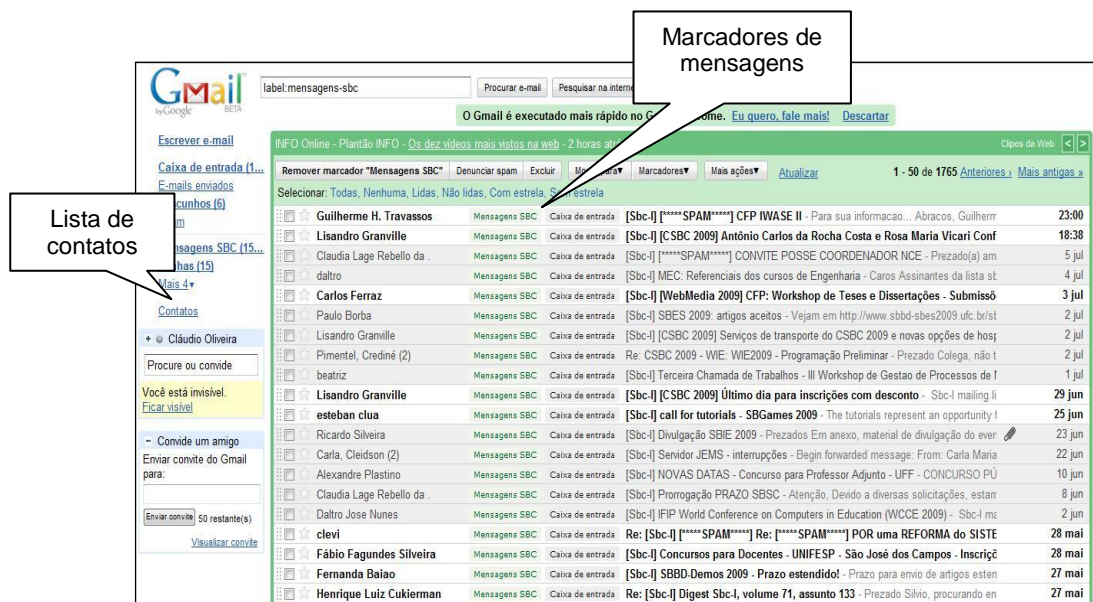 Marcadores de
mensagens
Gmail
by Google BETA
label:mensagens-sbc
Procurar e-mail
Pesquisar na intern
O Gmail é executado mais rápido no G ome. Eu quero, fale mais! Descartar
INFO Online - Plantão INFO - Os dez vídeos mais vistos na web - 2 horas atr
Clipes da Web < >
Remover marcador "Mensagens SBC" Denunciar spam Excluir Mo ara▼ Marcadores▼ Mais ações▼ Atualizar 1 - 50 de 1765 Anteriores › Mais antigas »
Selecionar: Todas, Nenhuma, Lidas, Não lidas, Com estrela, S m estrela
Escrever e-mail
Caixa de entrada (1...
E-mails enviados
cunhos (6)
m
nsagens SBC (15...
nhas (15)
Mais 4▼
Contatos
Lista de
contatos
+ Cláudio Oliveira
Procure ou convide
Você está invisível.
Ficar visível
- Convide um amigo
Enviar convite do Gmail
para:
Enviar convite 50 restante(s)
Visualizar convite
Guilherme H. Travassos Mensagens SBC Caixa de entrada [Sbc-l] [*****SPAM*****] CFP IWASE II - Para sua informacao... Abracos, Guilherm 23:00
Lisandro Granville Mensagens SBC Caixa de entrada [Sbc-l] [CSBC 2009] Antônio Carlos da Rocha Costa e Rosa Maria Vicari Conf 18:38
Claudia Lage Rebello da . Mensagens SBC Caixa de entrada [Sbc-l] [*****SPAM*****] CONVITE POSSE COORDENADOR NCE - Prezado(a) am 5 jul
daltro Mensagens SBC Caixa de entrada [Sbc-l] MEC: Referenciais dos cursos de Engenharia - Caros Assinantes da lista sb 4 jul
Carlos Ferraz Mensagens SBC Caixa de entrada [Sbc-l] [WebMedia 2009] CFP: Workshop de Teses e Dissertações - Submissõ 3 jul
Paulo Borba Mensagens SBC Caixa de entrada [Sbc-l] SBES 2009: artigos aceitos - Vejam em http://www.sbbd-sbes2009.ufc.br/sb 2 jul
Lisandro Granville Mensagens SBC Caixa de entrada [Sbc-l] [CSBC 2009] Serviços de transporte do CSBC 2009 e novas opções de hosp 2 jul
Pimentel, Crediné (2) Mensagens SBC Caixa de entrada Re: CSBC 2009 - WIE: WIE2009 - Programação Preliminar - Prezado Colega, não t 2 jul
beatriz Mensagens SBC Caixa de entrada [Sbc-l] Terceira Chamada de Trabalhos - III Workshop de Gestao de Processos de 1 jul
Lisandro Granville Mensagens SBC Caixa de entrada [Sbc-l] [CSBC 2009] Último dia para inscrições com desconto - Sbc-l mailing li 29 jun
esteban clua Mensagens SBC Caixa de entrada [Sbc-l] call for tutorials - SBGames 2009 - The tutorials represent an opportunity f 25 jun
Ricardo Silveira Mensagens SBC Caixa de entrada [Sbc-l] Divulgação SBIE 2009 - Prezados Em anexo, material de divulgação do ever 23 jun
Carla, Cleidson (2) Mensagens SBC Caixa de entrada [Sbc-l] Servidor JEMS - interrupções - Begin forwarded message: From: Carla Maria 22 jun
Alexandre Plastino Mensagens SBC Caixa de entrada [Sbc-l] NOVAS DATAS - Concurso para Professor Adjunto - UFF - CONCURSO PÚ 10 jun
Claudia Lage Rebello da . Mensagens SBC Caixa de entrada [Sbc-l] Prorrogação PRAZO SBSC - Atenção, Devido a diversas solicitações, estam 8 jun
Daltro Jose Nunes Mensagens SBC Caixa de entrada [Sbc-l] IFIP World Conference on Computers in Education (WCCE 2009) - Sbc-l ma 2 jun
clevi Mensagens SBC Caixa de entrada Re: [Sbc-l] [*****SPAM*****] Re: [*****SPAM*****] POR uma REFORMA do SISTE 28 mai
Fábio Fagundes Silveira Mensagens SBC Caixa de entrada [Sbc-l] Concursos para Docentes - UNIFESP - São José dos Campos - Inscriçõ 28 mai
Fernanda Baiao Mensagens SBC Caixa de entrada [Sbc-l] SBBD-Demos 2009 - Prazo estendido! - Prazo para envio de artigos esten 27 mai
Henrique Luiz Cukierman Mensagens SBC Caixa de entrada Re: [Sbc-l] Digest Sbc-l, volume 71, assunto 133 - Prezado Silvio, procurando en 27 mai